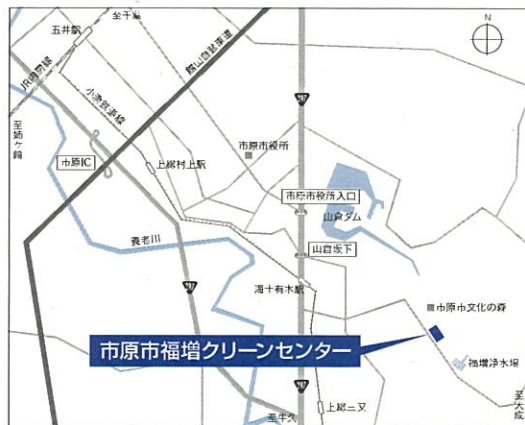 至千葉
五井駅
N
JR内房線
館山自動車道
小湊鉄道線
至姉ヶ崎
市原IC
上総村上駅
市原市役所
市原市役所入口
山倉ダム
養老川
山倉坂下
海士有木駅
市原市文化の森
市原市福増クリーンセンター
福増浄水場
至大成
至牛久
上総三又